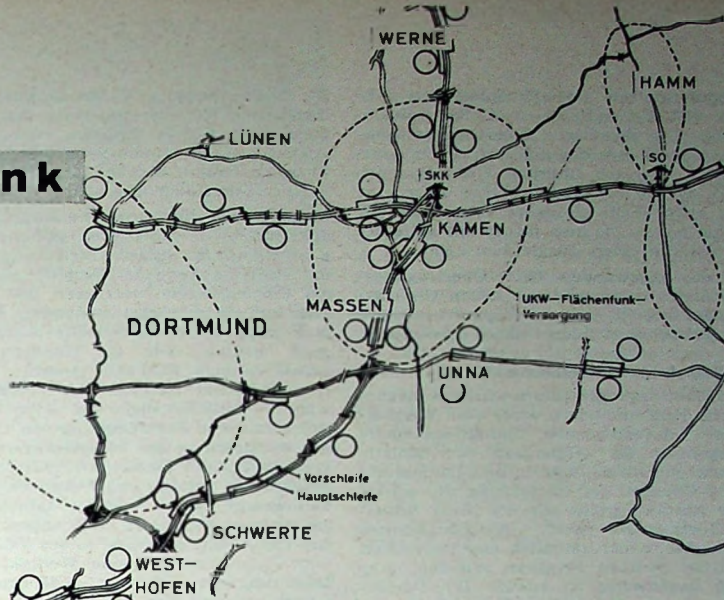 WERNE
HAMM
LÜNEN
SO
nk
SKK
KAMEN
MASSEN
UKW-Flächenfunk-
Versorgung
DORTMUND
UNNA
Vorschleife
Hauptschleife
SCHWERTE
WEST-
HOFEN